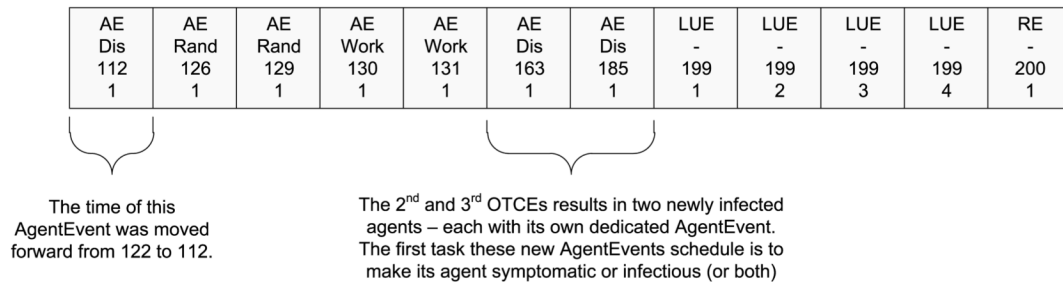 AE AE AE AE AE AE AE LUE LUE LUE LUE RE
Dis Rand Rand Work Work Dis Dis - - - - -
112 126 129 130 131 163 185 199 199 199 199 200
1 1 1 1 1 1 1 1 2 3 4 1
The time of this
AgentEvent was moved
forward from 122 to 112.
The 2nd and 3rd OTCEs results in two newly infected
agents – each with its own dedicated AgentEvent.
The first task these new AgentEvents schedule is to
make its agent symptomatic or infectious (or both)